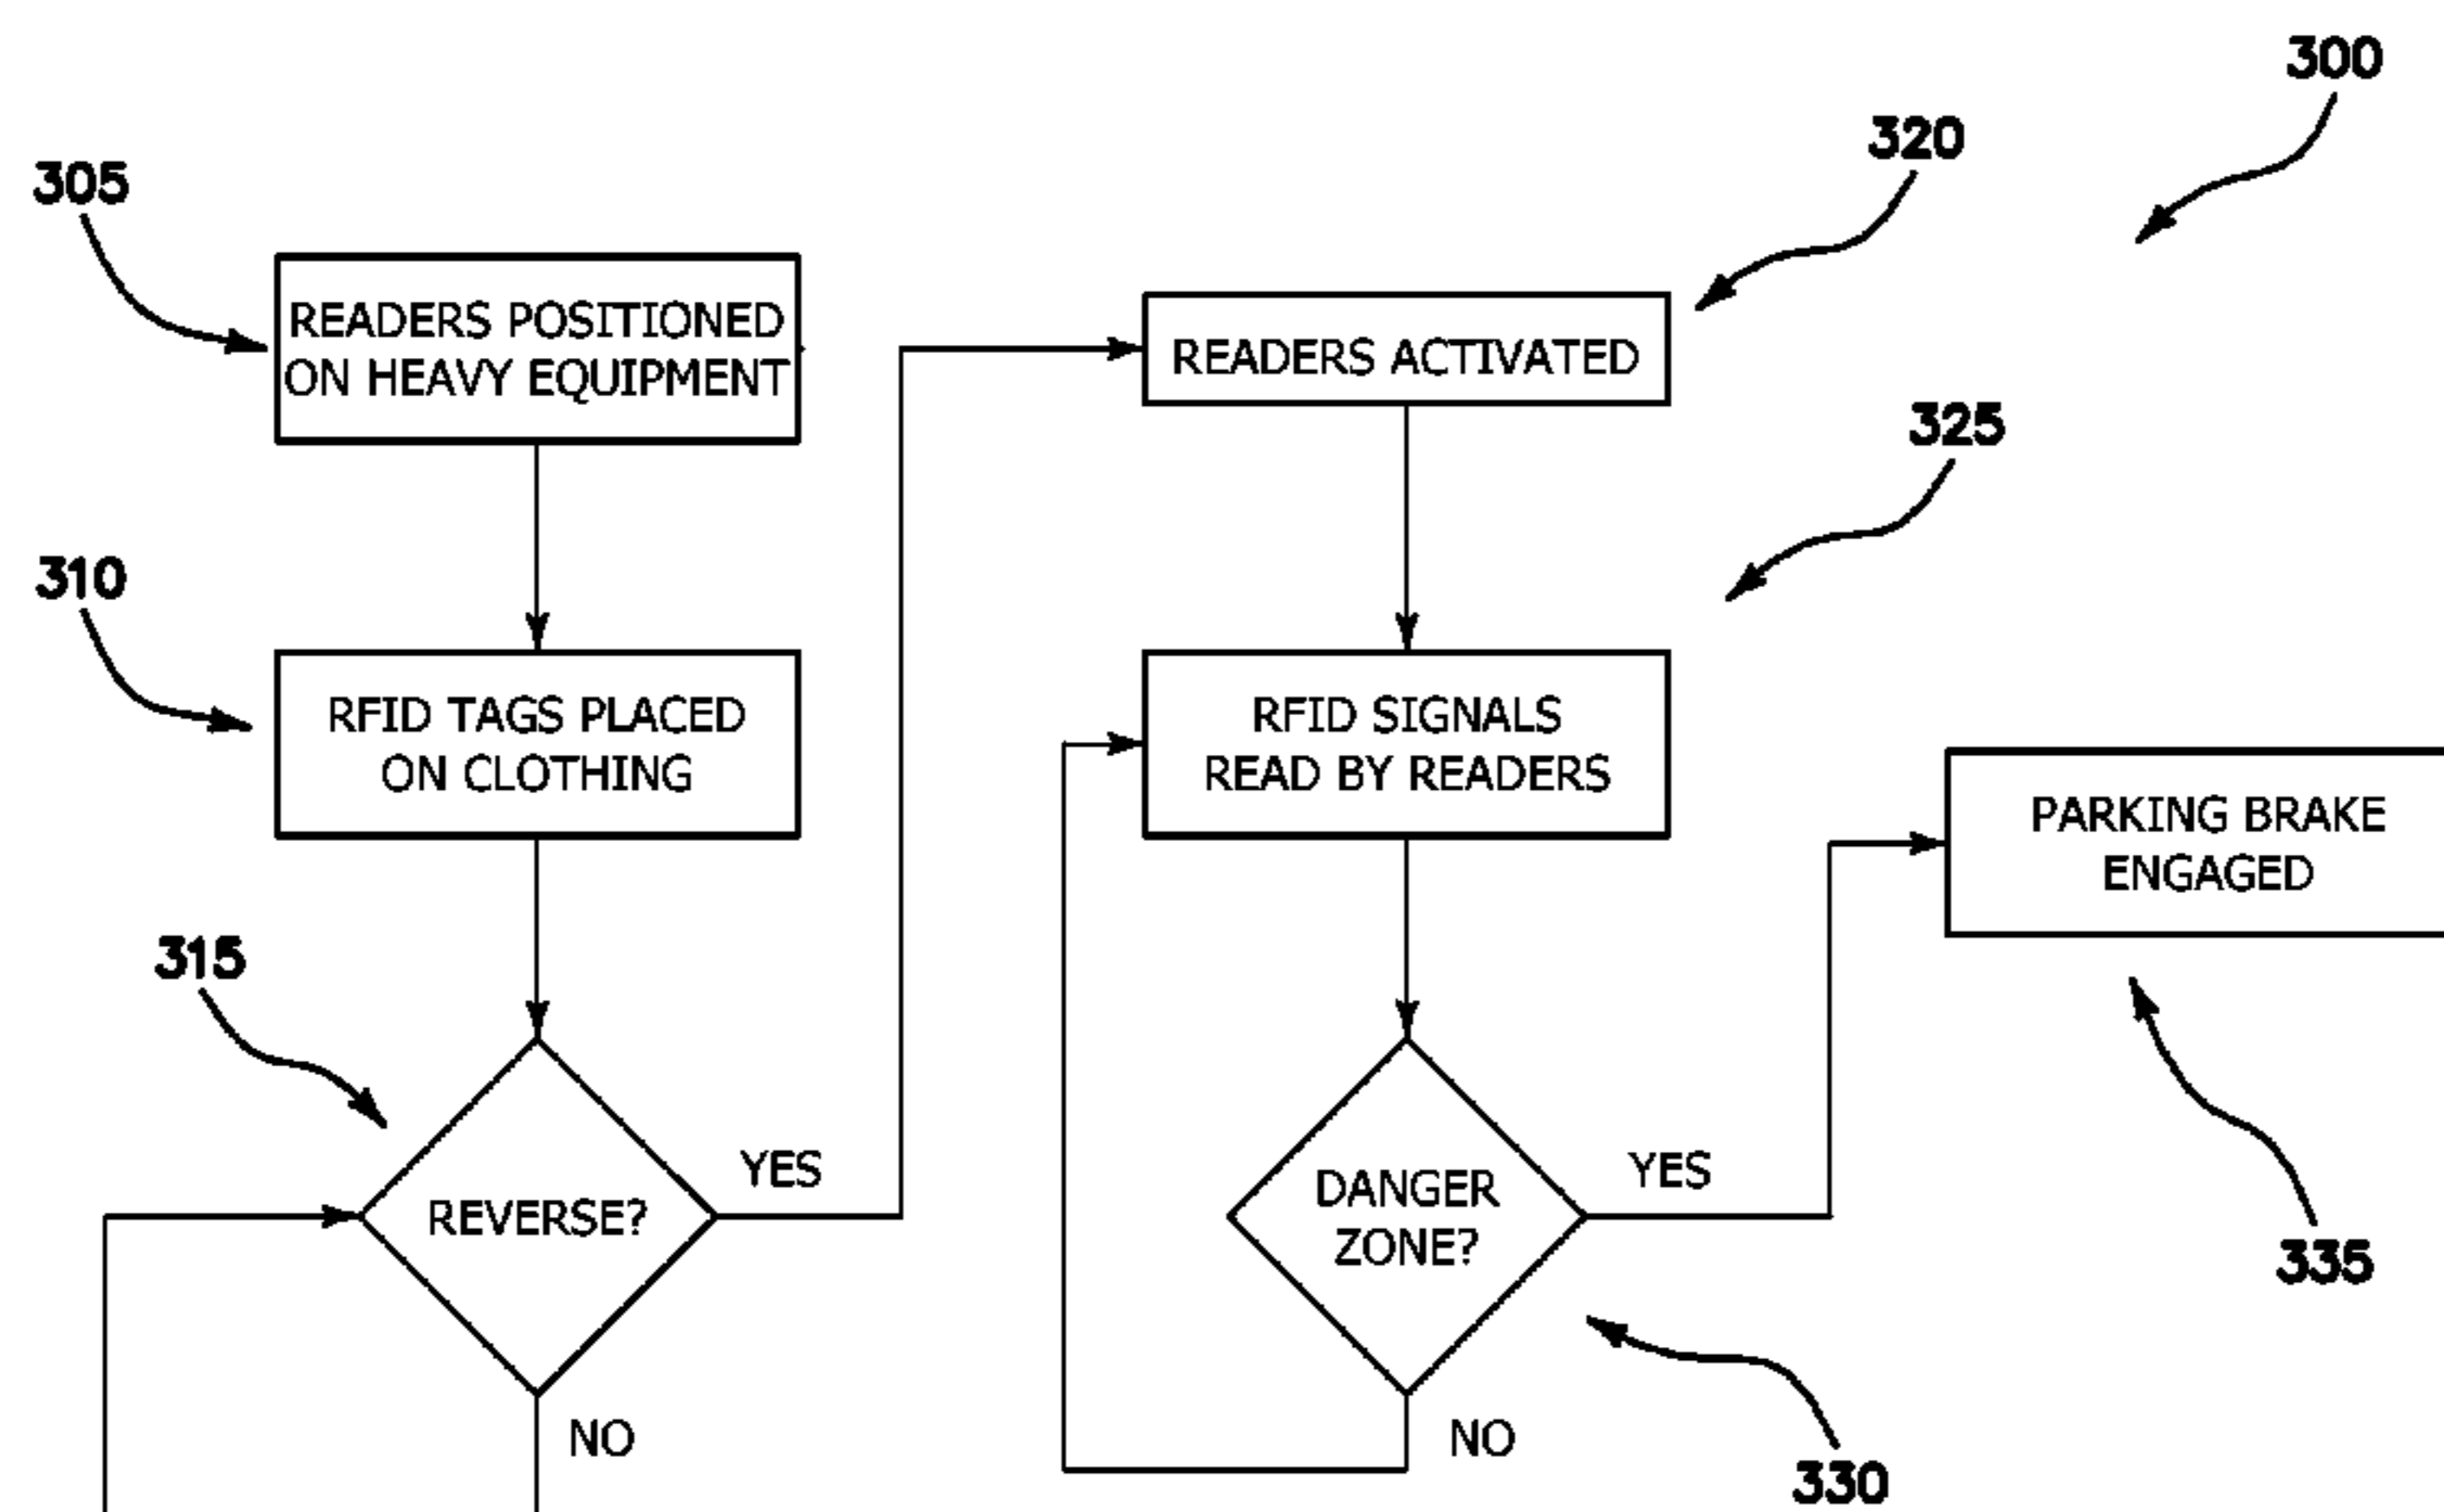 300
320
305
READERS POSITIONED
ON HEAVY EQUIPMENT
READERS ACTIVATED
325
310
RFID TAGS PLACED
ON CLOTHING
RFID SIGNALS
READ BY READERS
PARKING BRAKE
ENGAGED
315
REVERSE?
YES
NO
DANGER
ZONE?
YES
NO
335
330